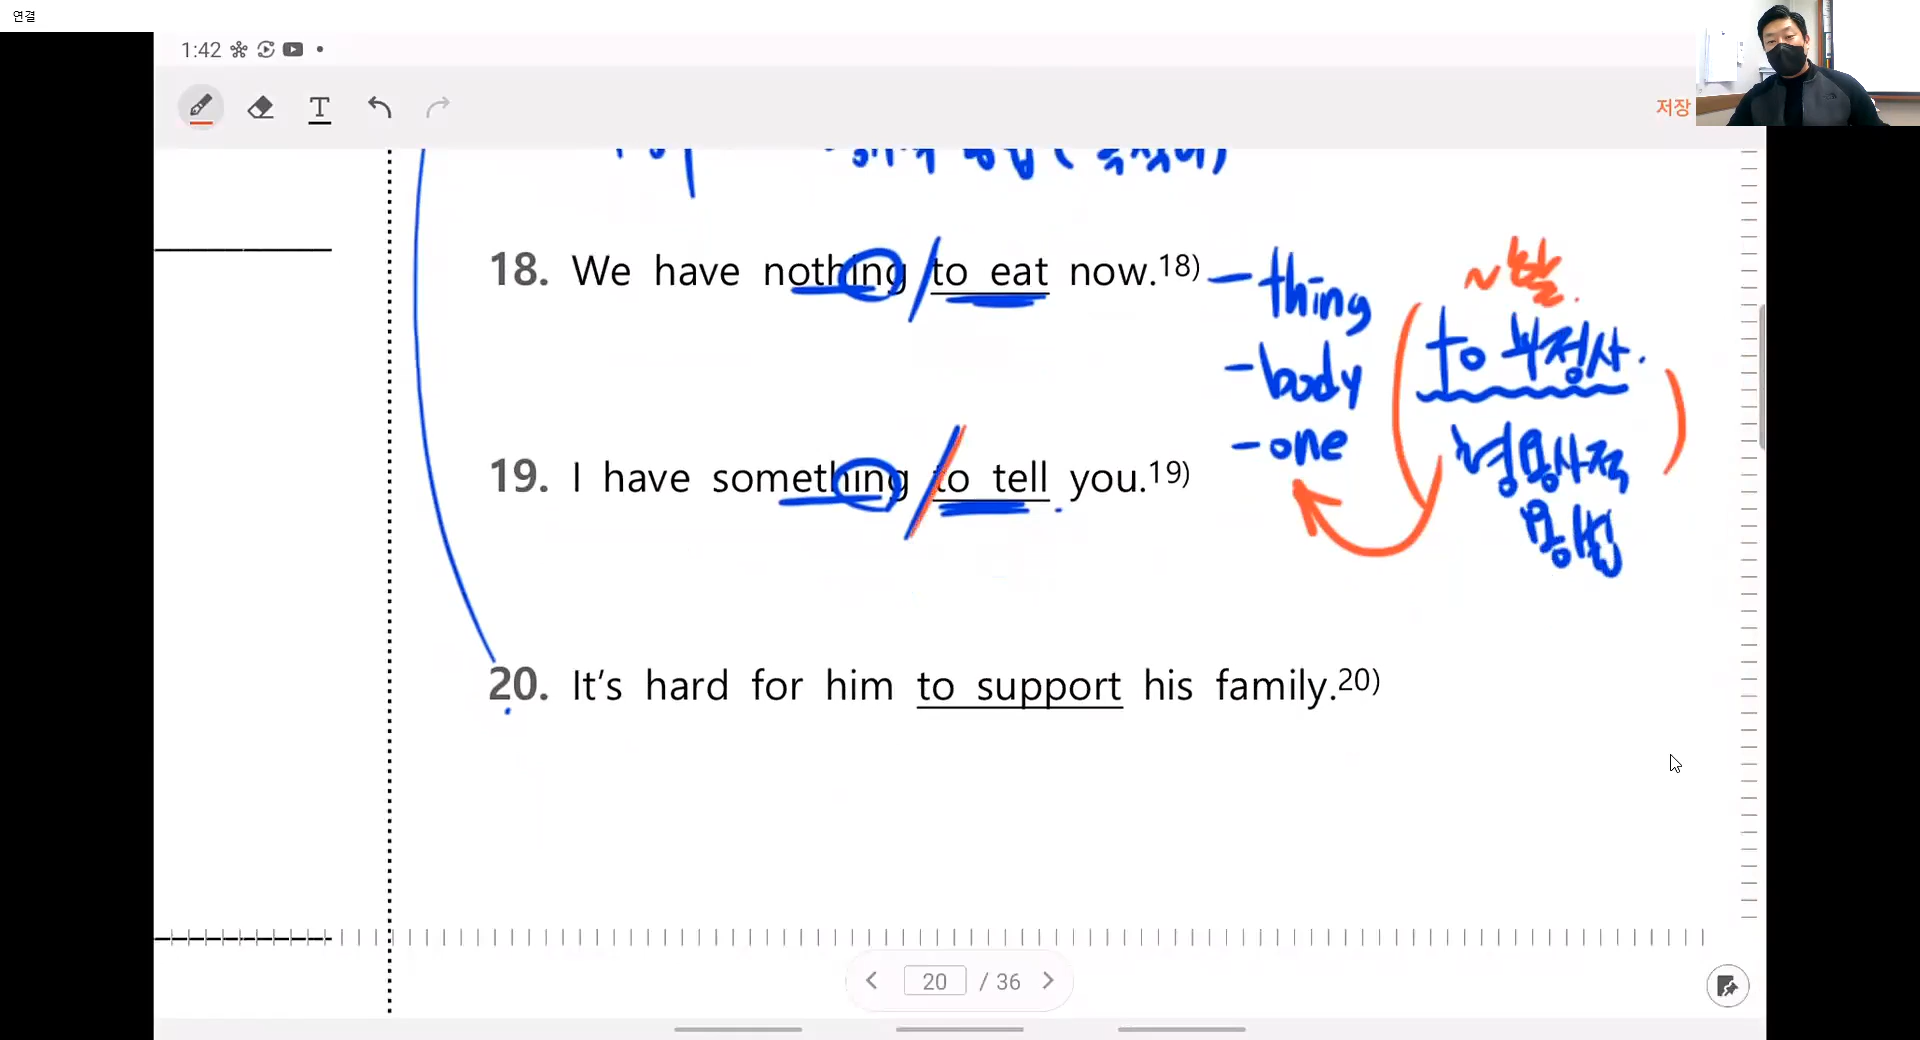 연결
1:42
T
저장
18. We have nothing to eat now.18)
-thing
-body
-one
~할.
to 부정사.
형용사적
용법
19. I have something to tell you.19)
20. It's hard for him to support his family.20)
20 / 36